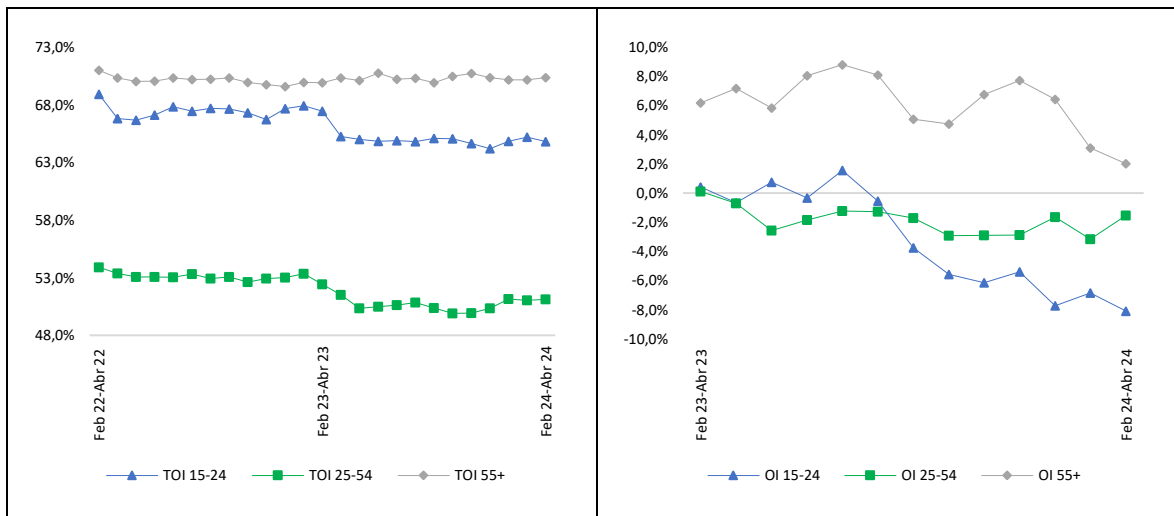 73,0%
68,0%
63,0%
58,0%
53,0%
48,0%
Feb 22-Abr 22
Feb 23-Abr 23
Feb 24-Abr 24
TOI 15-24
TOI 25-54
TOI 55+
10,0%
8,0%
6,0%
4,0%
2,0%
0,0%
-2,0%
-4,0%
-6,0%
-8,0%
-10,0%
Feb 23-Abr 23
Feb 24-Abr 24
OI 15-24
OI 25-54
OI 55+